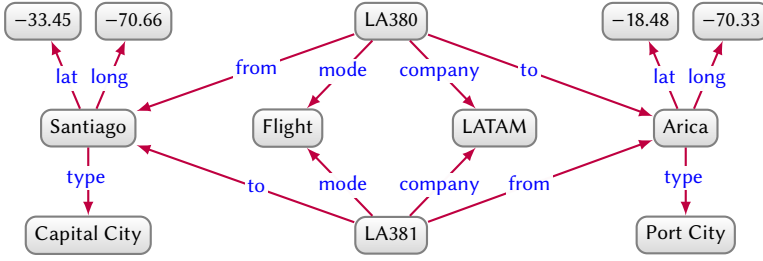 −33.45 −70.66 LA380 −18.48 −70.33
lat long from mode company to lat long
Santiago Flight LATAM Arica
type to mode company from type
Capital City LA381 Port City